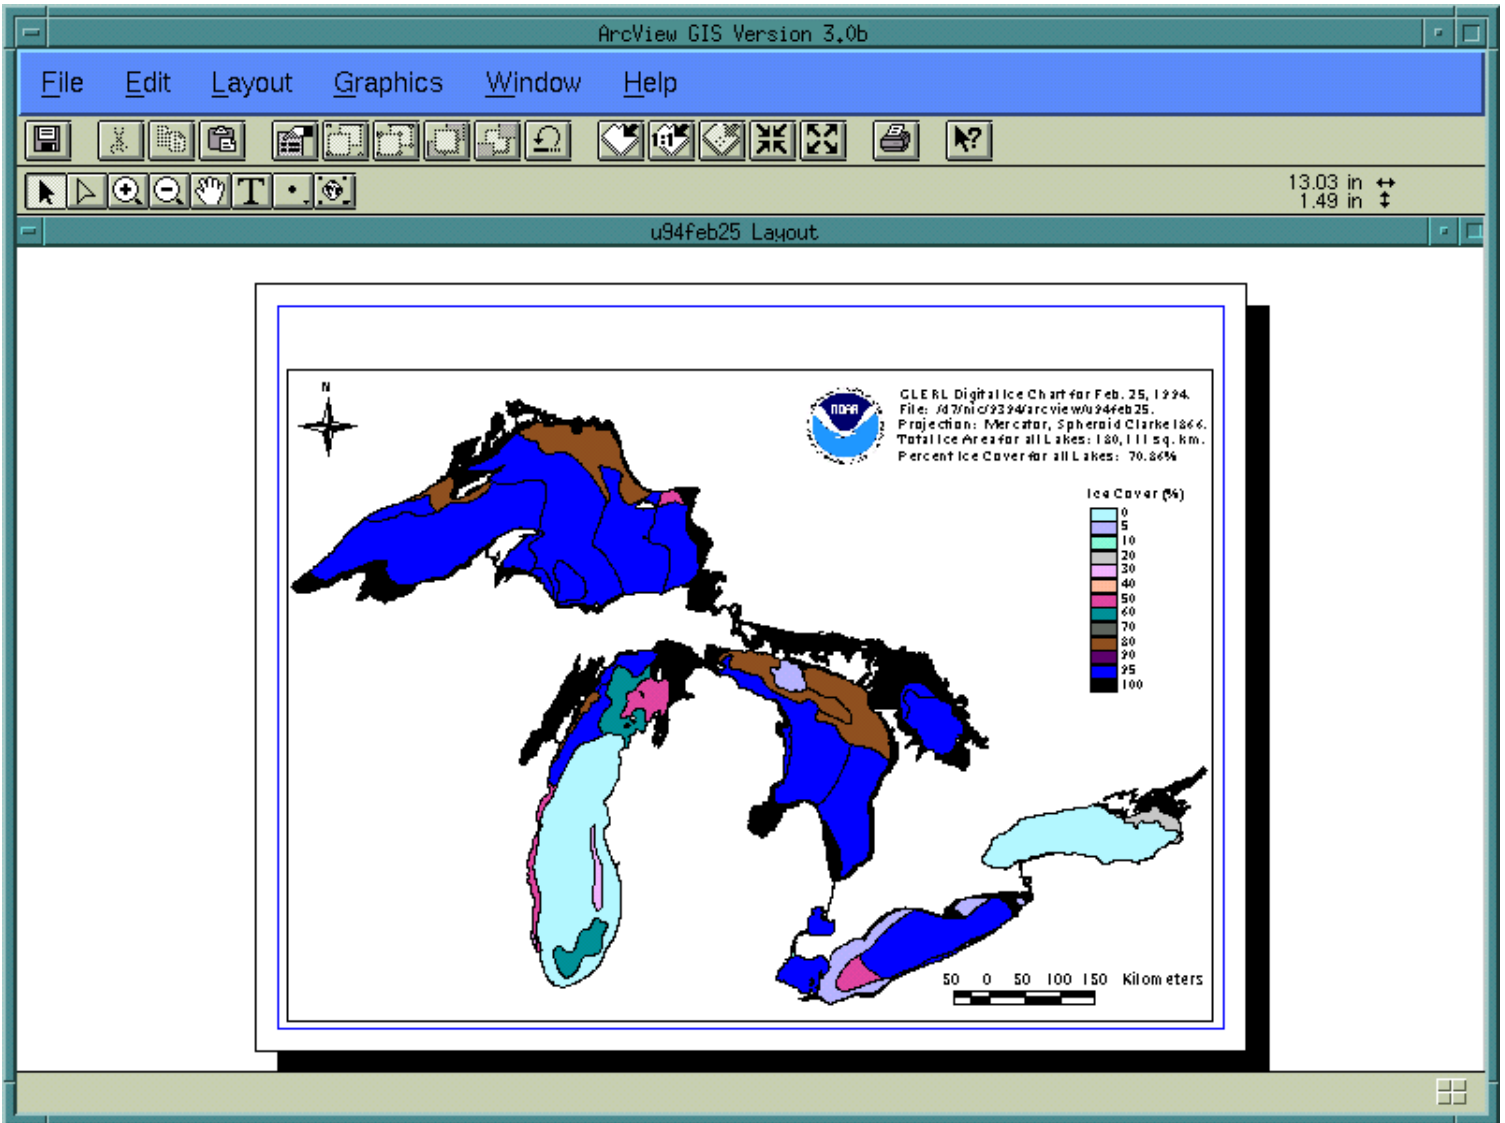 ArcView GIS Version 3.0b
File Edit Layout Graphics Window Help
1:1
?
T
13.03 in
1.49 in
u94feb25 Layout
N
NOAA
GLERL Digital Ice Chart for Feb. 25, 1994.
File: /d7/nic/9394/arcview/u94feb25.
Projection: Mercator, Spheroid Clarke1866.
Total Ice Area for all Lakes: 180,111 sq. km.
Percent Ice Cover for all Lakes: 70.86%
Ice Cover (%)
0
5
10
20
30
40
50
60
70
80
90
95
100
50 0 50 100 150 Kilometers